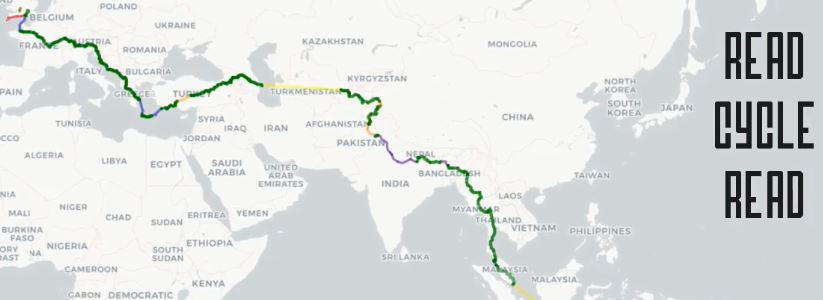 POLAND
BELGIUM
UKRAINE
FRANCE
AUSTRIA
KAZAKHSTAN
MONGOLIA
ROMANIA
ITALY
BULGARIA
KYRGYZSTAN
NORTH
KOREA
GREECE
TURKEY
TURKMENISTAN
SOUTH
KOREA
JAPAN
TUNISIA
SYRIA
IRAQ
IRAN
AFGHANISTAN
CHINA
JORDAN
PAKISTAN
ALGERIA
LIBYA
EGYPT
SAUDI
ARABIA
UNITED
ARAB
EMIRATES
NEPAL
BANGLADESH
TAIWAN
INDIA
LAOS
MALI
NIGER
CHAD
SUDAN
ERITREA
YEMEN
MYANMAR
THAILAND
VIETNAM
PHILIPPINES
BURKINA
FASO
NIGERIA
SOUTH
SUDAN
ETHIOPIA
SRI LANKA
CAMEROON
KENYA
MALAYSIA
MALAYSIA
GABON
DEMOCRATIC
READ
CYCLE
READ